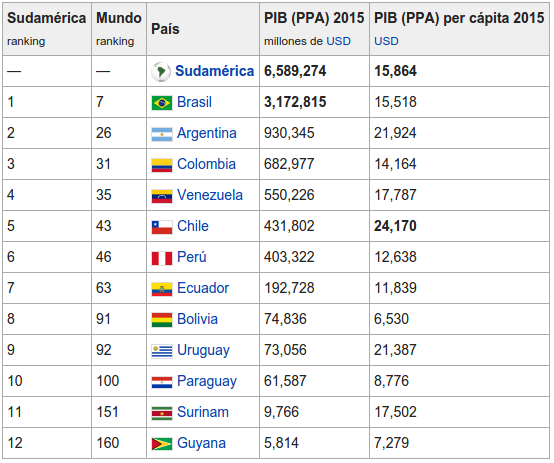 Sudamérica ranking Mundo ranking País PIB (PPA) 2015 millones de USD PIB (PPA) per cápita 2015 USD
— — Sudamérica 6,589,274 15,864
1 7 Brasil 3,172,815 15,518
2 26 Argentina 930,345 21,924
3 31 Colombia 682,977 14,164
4 35 Venezuela 550,226 17,787
5 43 Chile 431,802 24,170
6 46 Perú 403,322 12,638
7 63 Ecuador 192,728 11,839
8 91 Bolivia 74,836 6,530
9 92 Uruguay 73,056 21,387
10 100 Paraguay 61,587 8,776
11 151 Surinam 9,766 17,502
12 160 Guyana 5,814 7,279